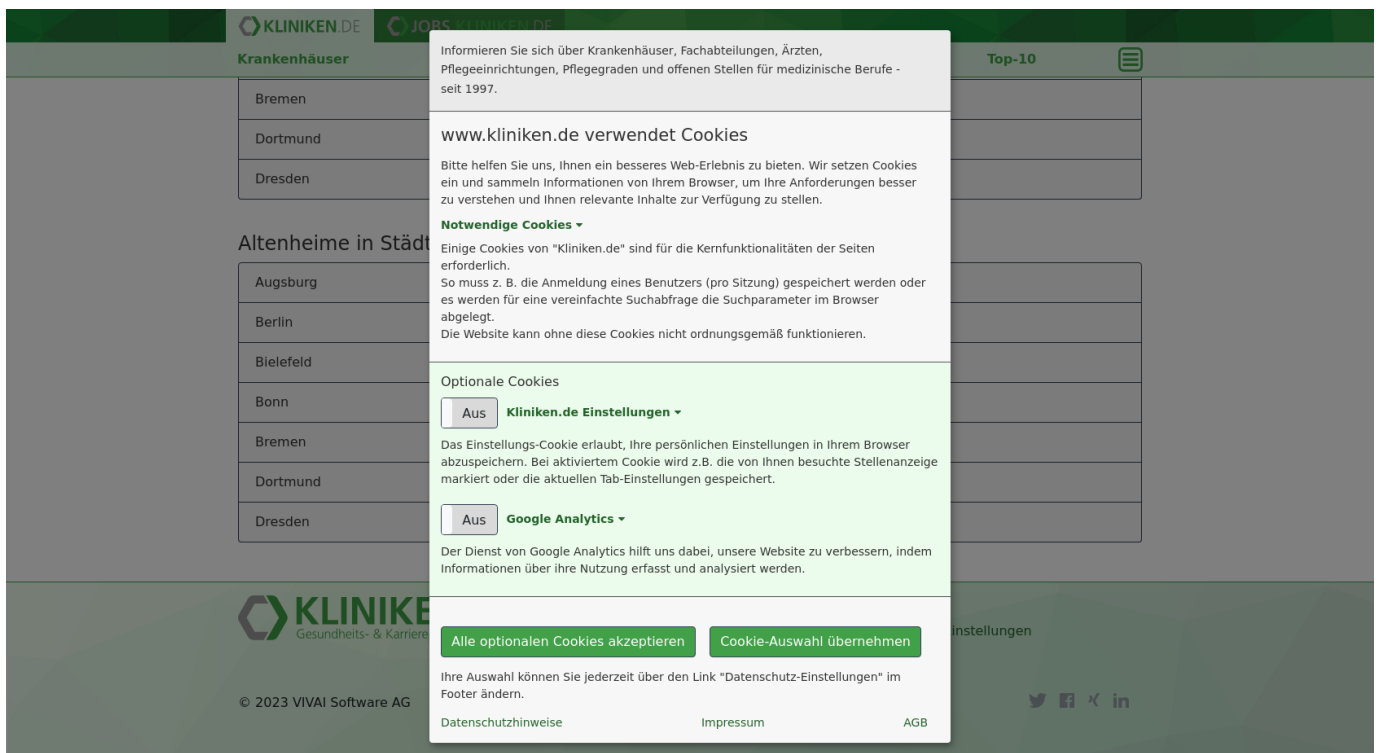 KLINIKEN.DE
JOBS.KLINIKEN.DE
Krankenhäuser
Top-10
Bremen
Dortmund
Dresden
Altenheime in Städt
Augsburg
Berlin
Bielefeld
Bonn
Bremen
Dortmund
Dresden
Informieren Sie sich über Krankenhäuser, Fachabteilungen, Ärzten,
Pflegeeinrichtungen, Pflegegraden und offenen Stellen für medizinische Berufe -
seit 1997.
www.kliniken.de verwendet Cookies
Bitte helfen Sie uns, Ihnen ein besseres Web-Erlebnis zu bieten. Wir setzen Cookies
ein und sammeln Informationen von Ihrem Browser, um Ihre Anforderungen besser
zu verstehen und Ihnen relevante Inhalte zur Verfügung zu stellen.
Notwendige Cookies
Einige Cookies von "Kliniken.de" sind für die Kernfunktionalitäten der Seiten
erforderlich.
So muss z. B. die Anmeldung eines Benutzers (pro Sitzung) gespeichert werden oder
es werden für eine vereinfachte Suchabfrage die Suchparameter im Browser
abgelegt.
Die Website kann ohne diese Cookies nicht ordnungsgemäß funktionieren.
Optionale Cookies
Aus Kliniken.de Einstellungen
Das Einstellungs-Cookie erlaubt, Ihre persönlichen Einstellungen in Ihrem Browser
abzuspeichern. Bei aktiviertem Cookie wird z.B. die von Ihnen besuchte Stellenanzeige
markiert oder die aktuellen Tab-Einstellungen gespeichert.
Aus Google Analytics
Der Dienst von Google Analytics hilft uns dabei, unsere Website zu verbessern, indem
Informationen über ihre Nutzung erfasst und analysiert werden.
Alle optionalen Cookies akzeptieren Cookie-Auswahl übernehmen
Ihre Auswahl können Sie jederzeit über den Link "Datenschutz-Einstellungen" im
Footer ändern.
Datenschutzhinweise Impressum AGB
KLINIKE
Gesundheits- & Karriere
instellungen
© 2023 VIVAI Software AG